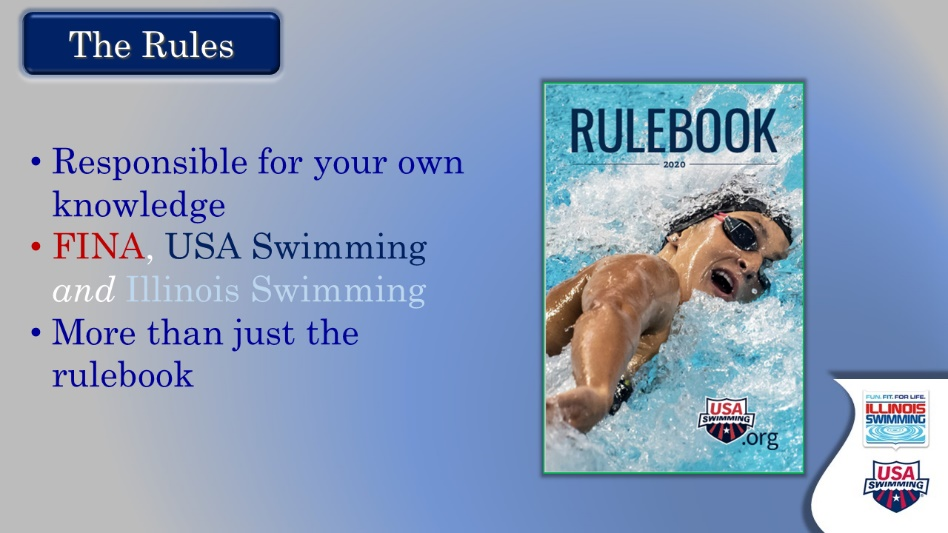 The Rules
• Responsible for your own
knowledge
• FINA, USA Swimming
and Illinois Swimming
• More than just the
rulebook
RULEBOOK
2020
USA
SWIMMING
.org
FUN. FIT. FOR LIFE.
ILLINOIS
SWIMMING
USA
SWIMMING